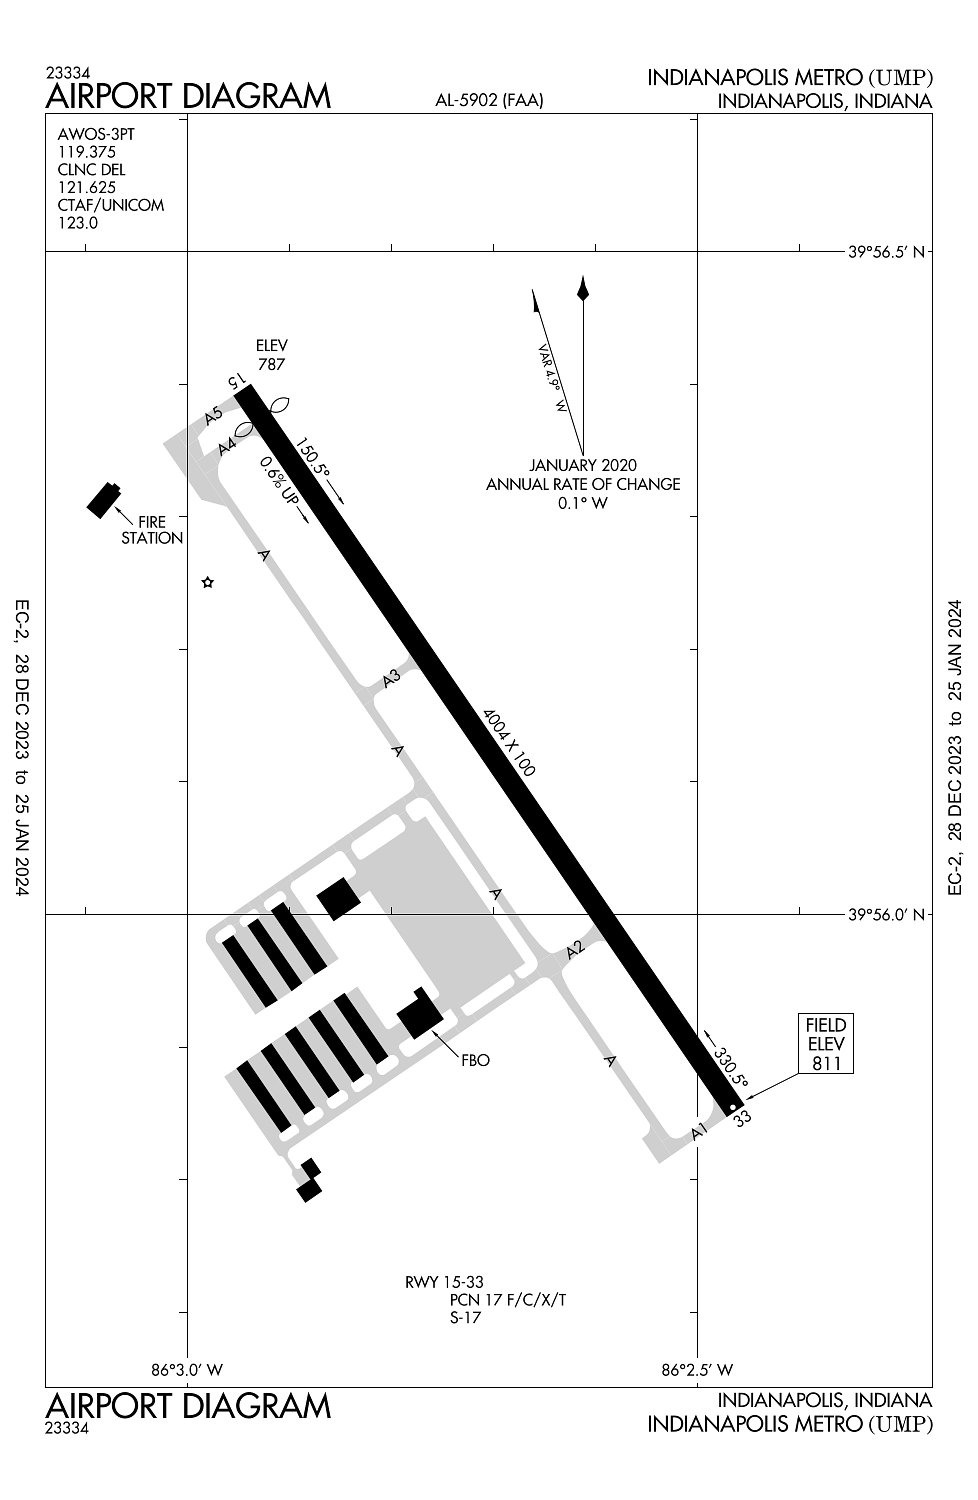 23334
AIRPORT DIAGRAM
AL-5902 (FAA)
INDIANAPOLIS METRO (UMP)
INDIANAPOLIS, INDIANA
AWOS-3PT
119.375
CLNC DEL
121.625
CTAF/UNICOM
123.0
39°56.5' N
ELEV
787
15
A5
A4
150.5°
0.6% UP
VAR 4.9° W
JANUARY 2020
ANNUAL RATE OF CHANGE
0.1° W
FIRE
STATION
A
A3
4004 X 100
A
A
39°56.0' N
A2
FIELD
ELEV
811
FBO
A
330.5°
A1
33
RWY 15-33
PCN 17 F/C/X/T
S-17
86°3.0' W
86°2.5' W
EC-2, 28 DEC 2023 to 25 JAN 2024
EC-2, 28 DEC 2023 to 25 JAN 2024
AIRPORT DIAGRAM
23334
INDIANAPOLIS, INDIANA
INDIANAPOLIS METRO (UMP)